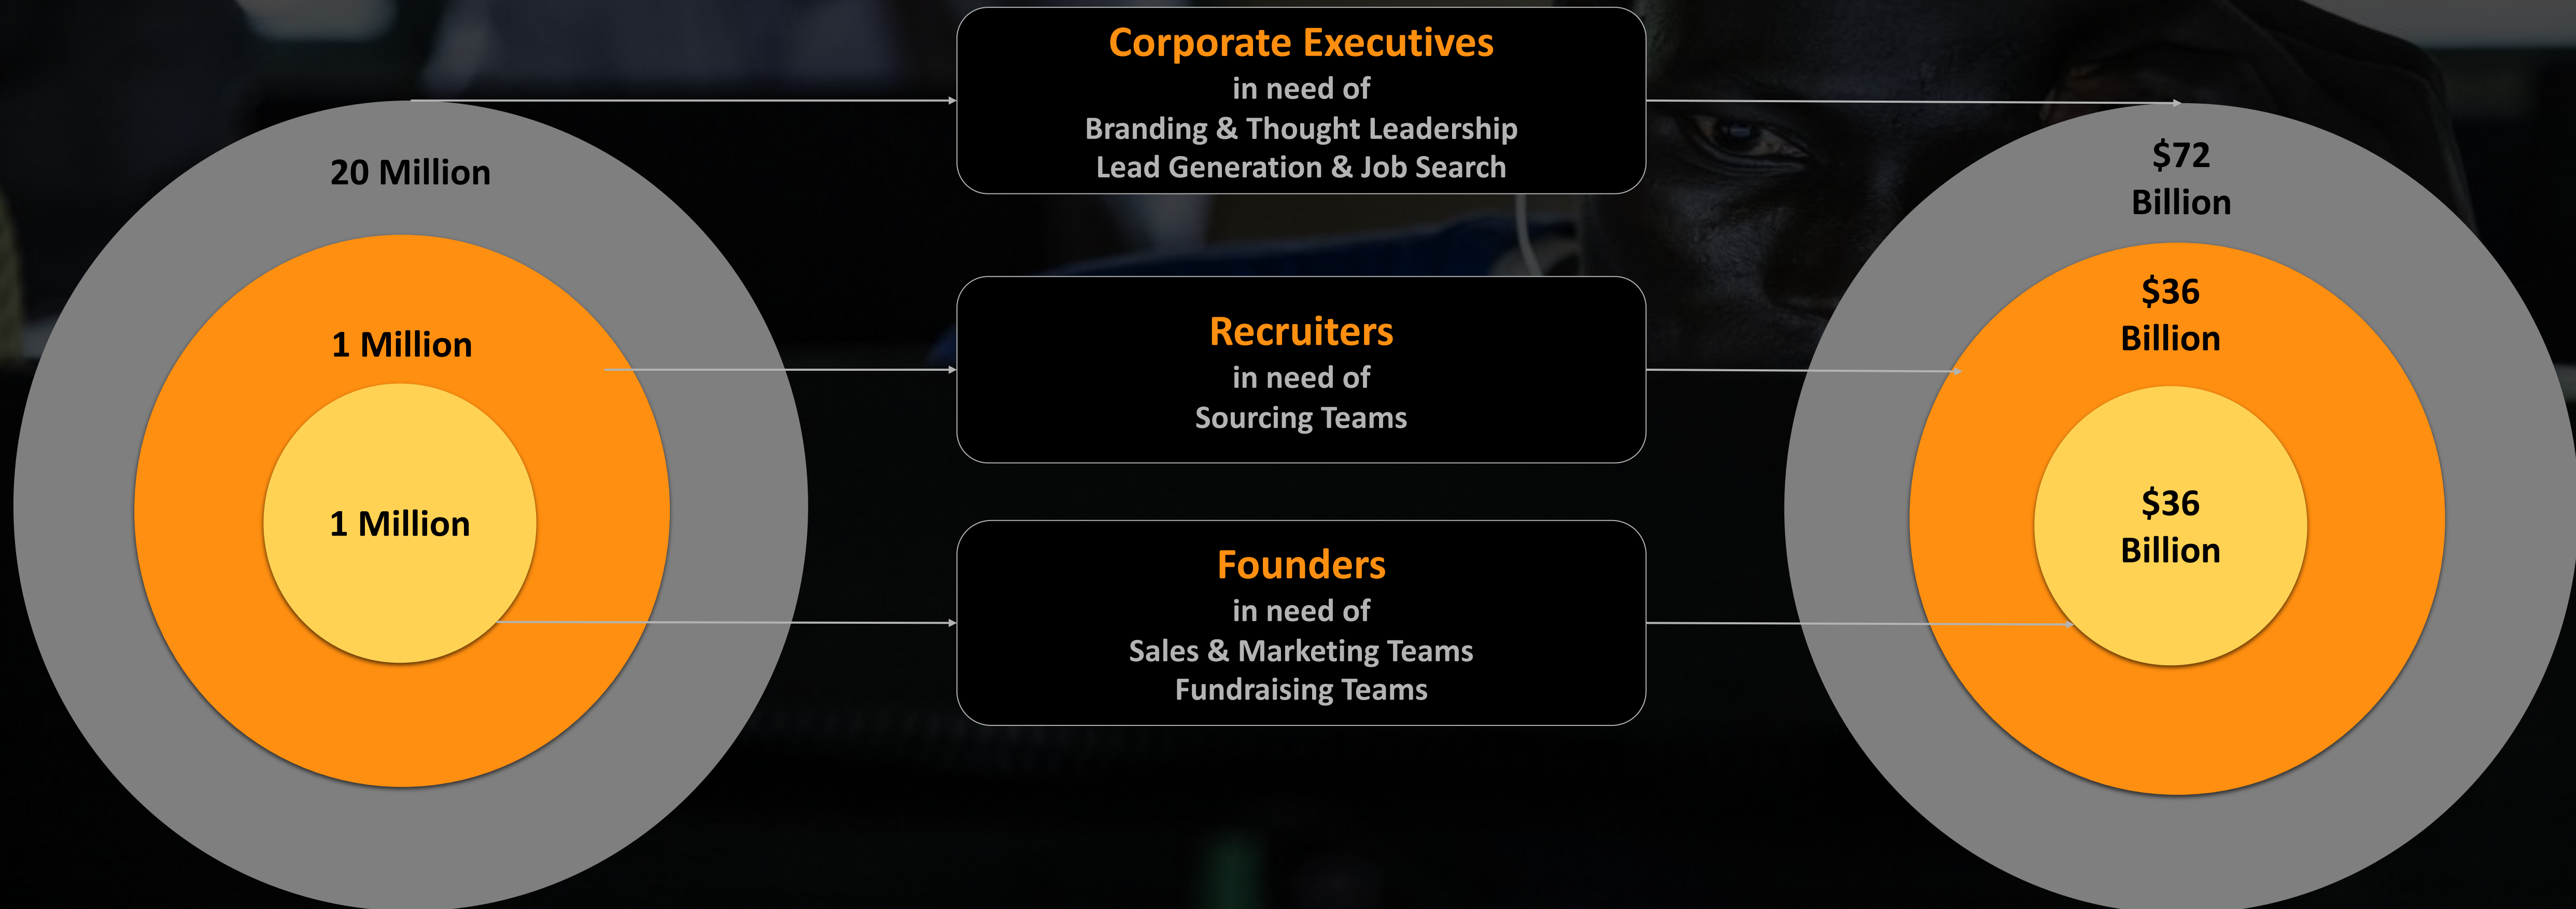 20 Million
1 Million
1 Million
Corporate Executives
in need of
Branding & Thought Leadership
Lead Generation & Job Search
Recruiters
in need of
Sourcing Teams
Founders
in need of
Sales & Marketing Teams
Fundraising Teams
$72
Billion
$36
Billion
$36
Billion